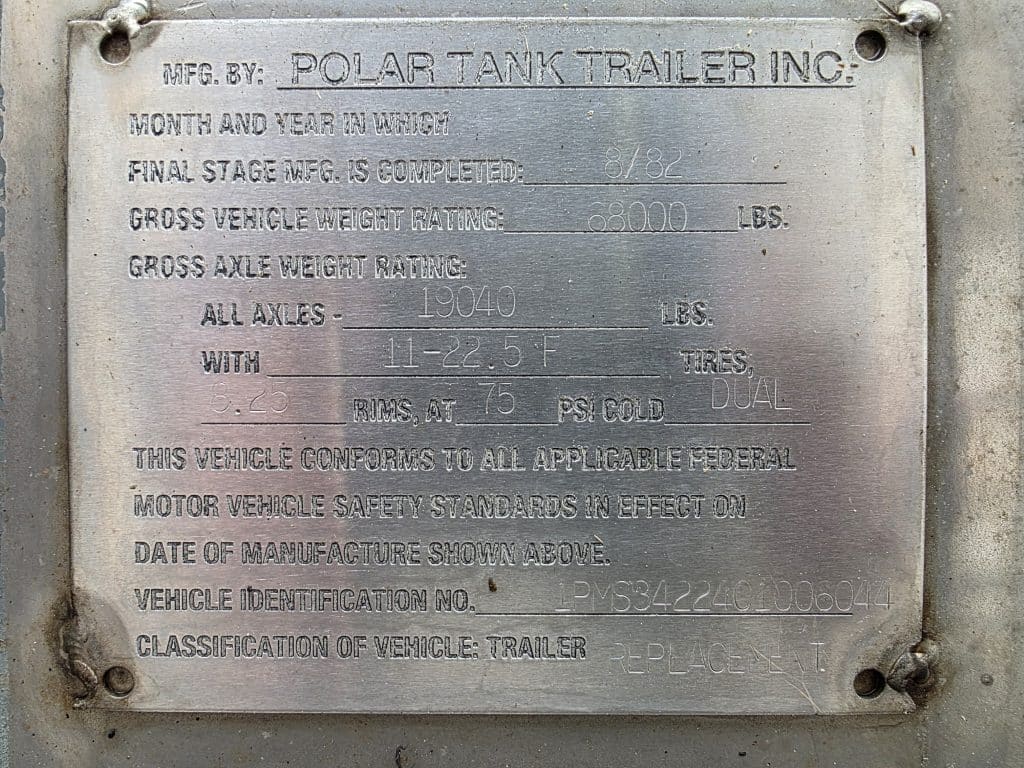 MFG. BY: POLAR TANK TRAILER INC.
MONTH AND YEAR IN WHICH
FINAL STAGE MFG. IS COMPLETED: 8/82
GROSS VEHICLE WEIGHT RATING: 68000 LBS.
GROSS AXLE WEIGHT RATING:
ALL AXLES - 19040 LBS.
WITH 11-22.5 F TIRES,
8.25 RIMS, AT 75 PSI COLD DUAL
THIS VEHICLE CONFORMS TO ALL APPLICABLE FEDERAL
MOTOR VEHICLE SAFETY STANDARDS IN EFFECT ON
DATE OF MANUFACTURE SHOWN ABOVE.
VEHICLE IDENTIFICATION NO. 1PMS34224C1006044
CLASSIFICATION OF VEHICLE: TRAILER REPLACEMENT